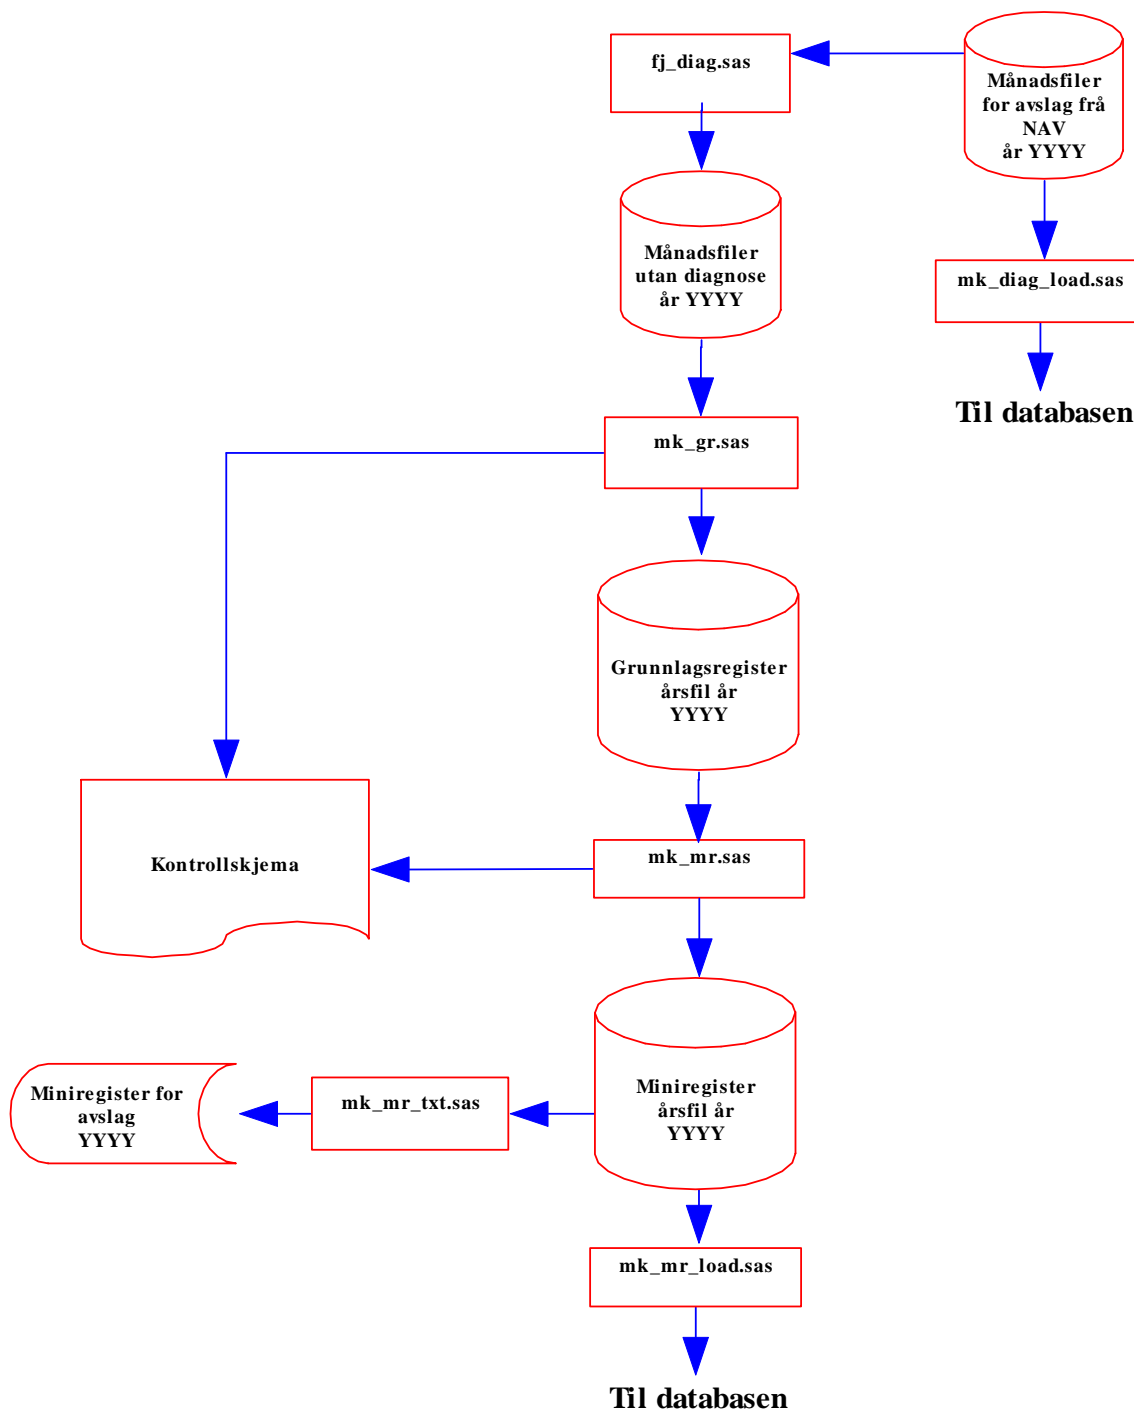 fj_diag.sas
Månadsfiler
for avslag frå
NAV
år YYYY
Månadsfiler
utan diagnose
år YYYY
mk_diag_load.sas
Til databasen
mk_gr.sas
Grunnlagsregister
årsfil år
YYYY
Kontrollskjema
mk_mr.sas
Miniregister for
avslag
YYYY
mk_mr_txt.sas
Miniregister
årsfil år
YYYY
mk_mr_load.sas
Til databasen